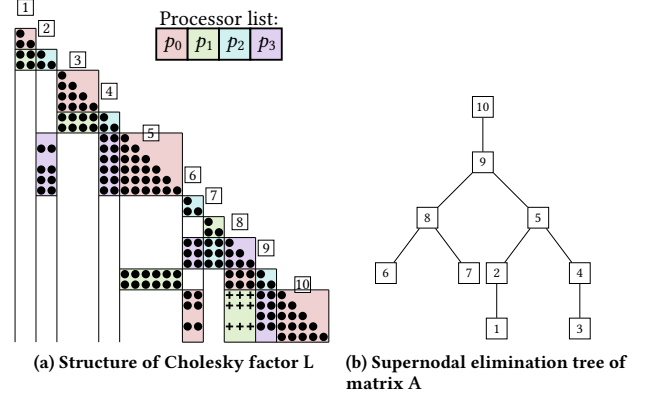 1
2
Processor list:
p0 p1 p2 p3
3
4
5
6
7
8
9
10
+++
+++
+++
(a) Structure of Cholesky factor L
10
9
8 5
6 7 2 4
1 3
(b) Supernodal elimination tree of
matrix A